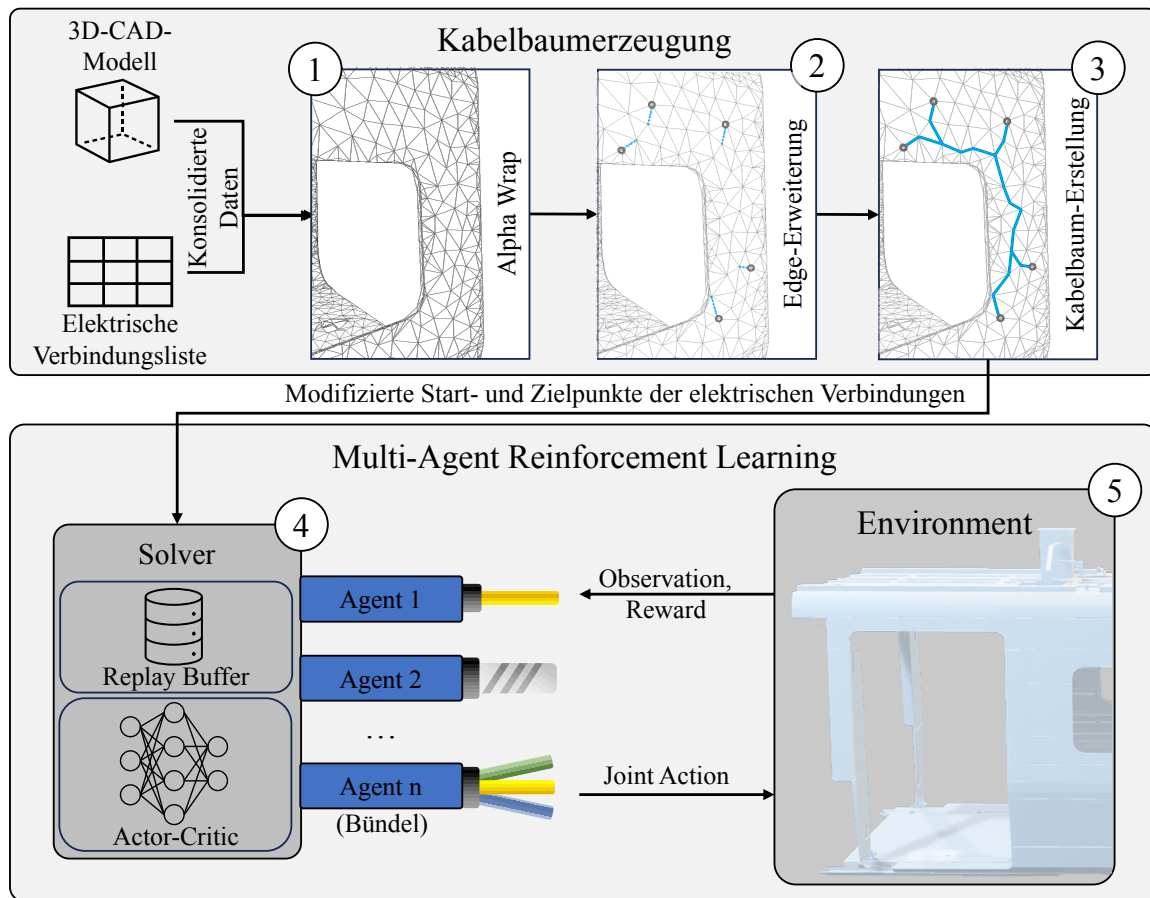 Kabelbaumerzeugung
3D-CAD-
Modell
Konsolidierte
Daten
Elektrische
Verbindungsliste
1
Alpha Wrap
2
Edge-Erweiterung
3
Kabelbaum-Erstellung
Modifizierte Start- und Zielpunkte der elektrischen Verbindungen
Multi-Agent Reinforcement Learning
4
Solver
Replay Buffer
Actor-Critic
Agent 1
Agent 2
...
Agent n
(Bündel)
Observation,
Reward
Joint Action
5
Environment